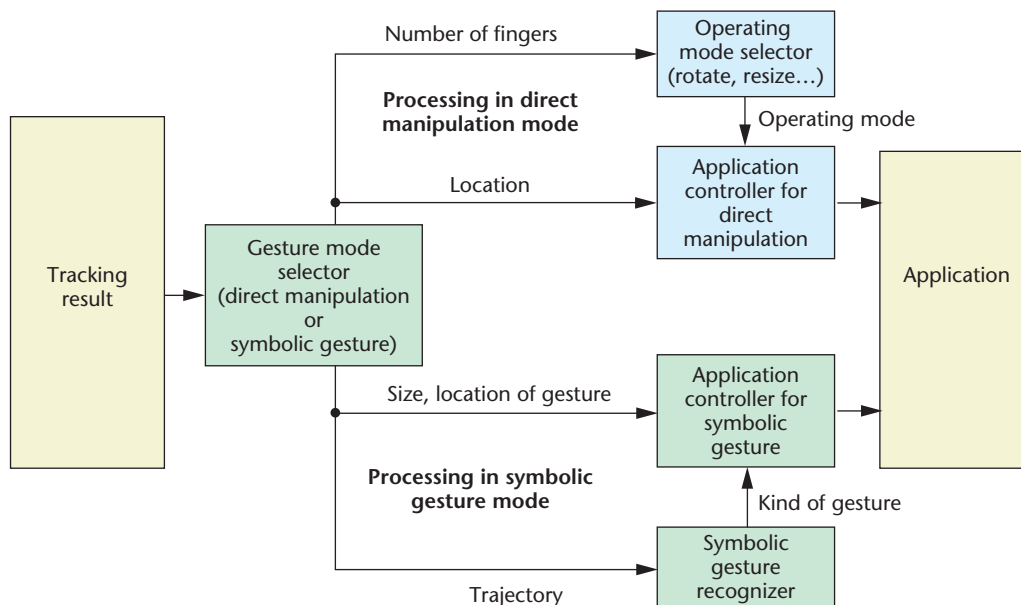 Number of fingers
Operating
mode selector
(rotate, resize…)
Processing in direct
manipulation mode
Operating mode
Location
Application
controller for
direct
manipulation
Tracking
result
Gesture mode
selector
(direct manipulation
or
symbolic gesture)
Application
Size, location of gesture
Application
controller for
symbolic
gesture
Processing in symbolic
gesture mode
Kind of gesture
Trajectory
Symbolic
gesture
recognizer